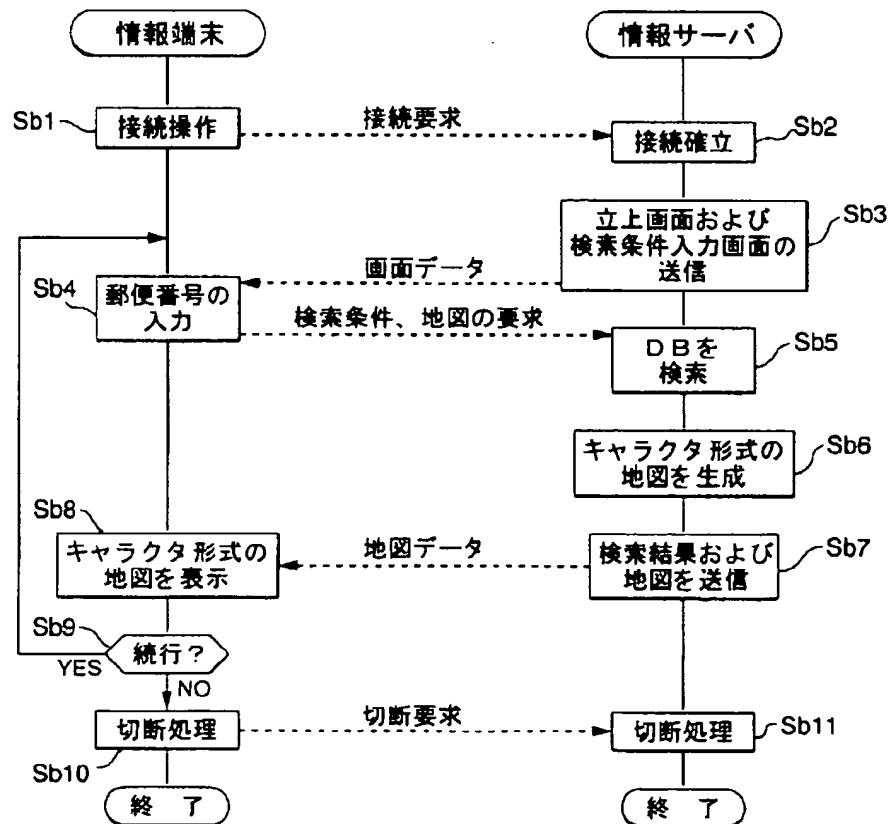 情報端末
情報サーバ
Sb1
接続操作
接続要求
接続確立
Sb2
立上画面および
検索条件入力画面の
送信
Sb3
画面データ
Sb4
郵便番号の
入力
検索条件、地図の要求
DBを
検索
Sb5
キャラクタ形式の
地図を生成
Sb6
Sb8
キャラクタ形式の
地図を表示
地図データ
検索結果および
地図を送信
Sb7
Sb9
続行?
YES
NO
切断処理
切断要求
切断処理
Sb11
Sb10
終 了
終 了